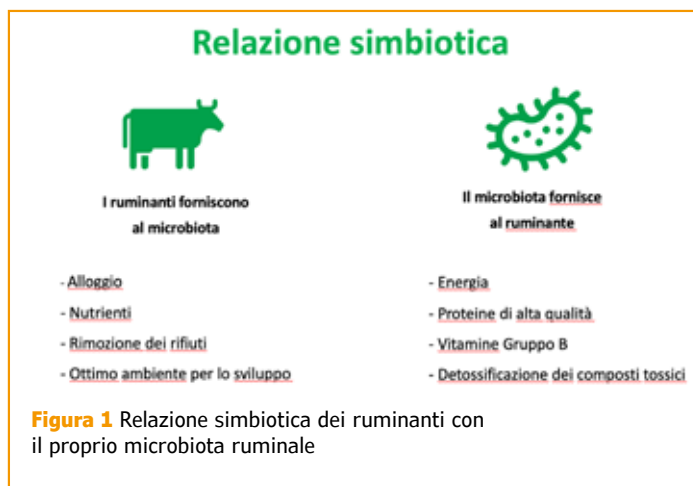 Relazione simbiotica
I ruminanti forniscono
al microbiota
- Alloggio
- Nutrienti
- Rimozione dei rifiuti
- Ottimo ambiente per lo sviluppo
Il microbiota fornisce
al ruminante
- Energia
- Proteine di alta qualità
- Vitamine Gruppo B
- Detossificazione dei composti tossici
Figura 1 Relazione simbiotica dei ruminanti con
il proprio microbiota ruminale